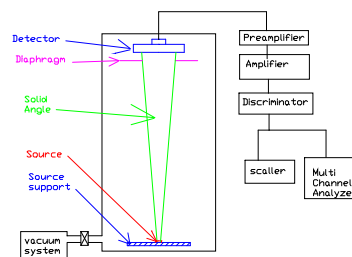 Detector
Diaphragm
Solid
Angle
Source
Source
support
vacuum
system
Preamplifier
Amplifier
Discriminator
scaller
Multi
Channel
Analyze